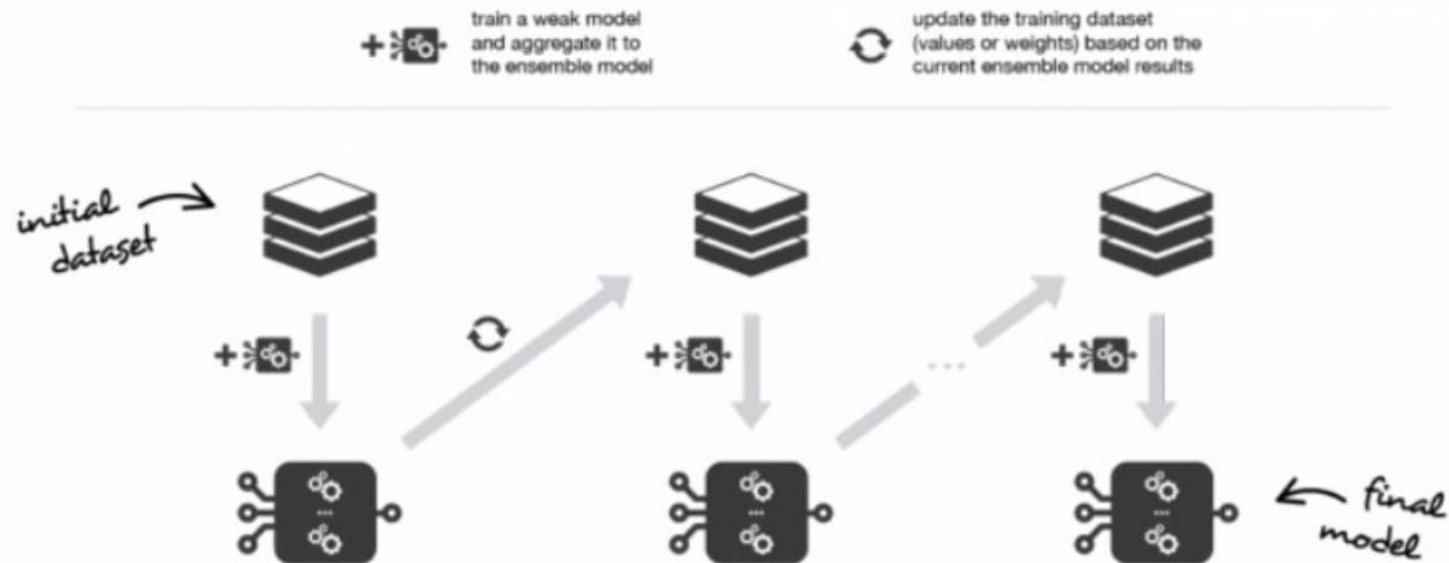 train a weak model
and aggregate it to
the ensemble model
update the training dataset
(values or weights) based on the
current ensemble model results
initial
dataset
final
model